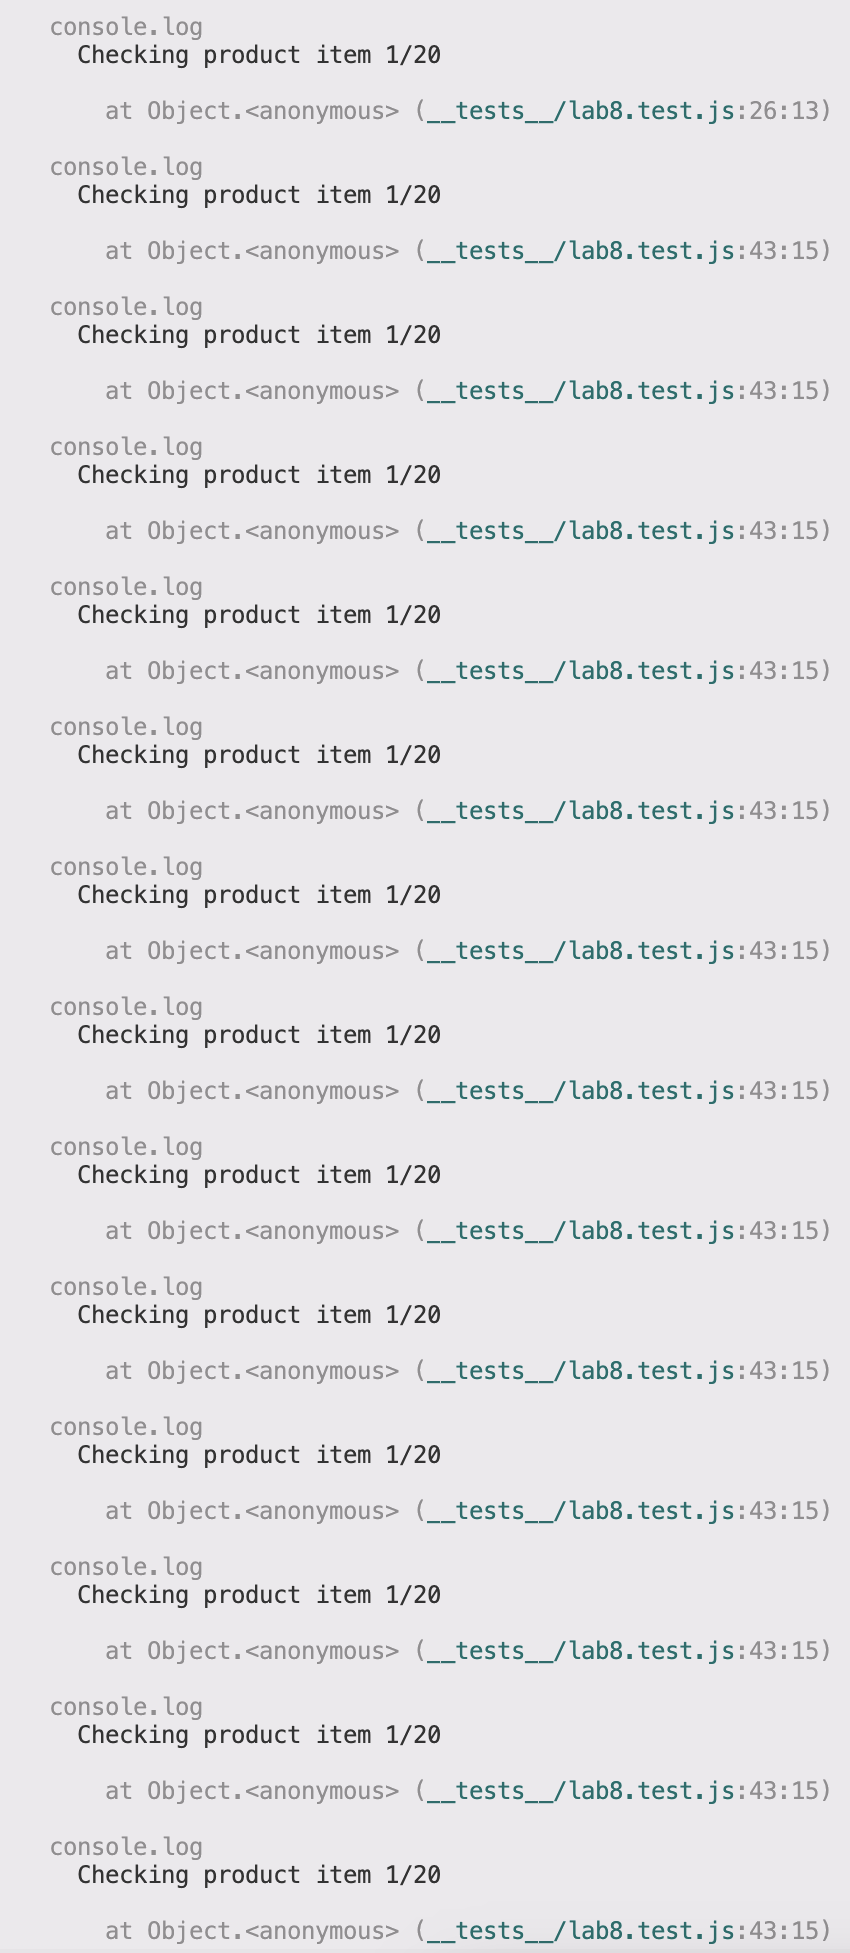 console.log
Checking product item 1/20
at Object.<anonymous> (__tests__/lab8.test.js:26:13)
console.log
Checking product item 1/20
at Object.<anonymous> (__tests__/lab8.test.js:43:15)
console.log
Checking product item 1/20
at Object.<anonymous> (__tests__/lab8.test.js:43:15)
console.log
Checking product item 1/20
at Object.<anonymous> (__tests__/lab8.test.js:43:15)
console.log
Checking product item 1/20
at Object.<anonymous> (__tests__/lab8.test.js:43:15)
console.log
Checking product item 1/20
at Object.<anonymous> (__tests__/lab8.test.js:43:15)
console.log
Checking product item 1/20
at Object.<anonymous> (__tests__/lab8.test.js:43:15)
console.log
Checking product item 1/20
at Object.<anonymous> (__tests__/lab8.test.js:43:15)
console.log
Checking product item 1/20
at Object.<anonymous> (__tests__/lab8.test.js:43:15)
console.log
Checking product item 1/20
at Object.<anonymous> (__tests__/lab8.test.js:43:15)
console.log
Checking product item 1/20
at Object.<anonymous> (__tests__/lab8.test.js:43:15)
console.log
Checking product item 1/20
at Object.<anonymous> (__tests__/lab8.test.js:43:15)
console.log
Checking product item 1/20
at Object.<anonymous> (__tests__/lab8.test.js:43:15)
console.log
Checking product item 1/20
at Object.<anonymous> (__tests__/lab8.test.js:43:15)